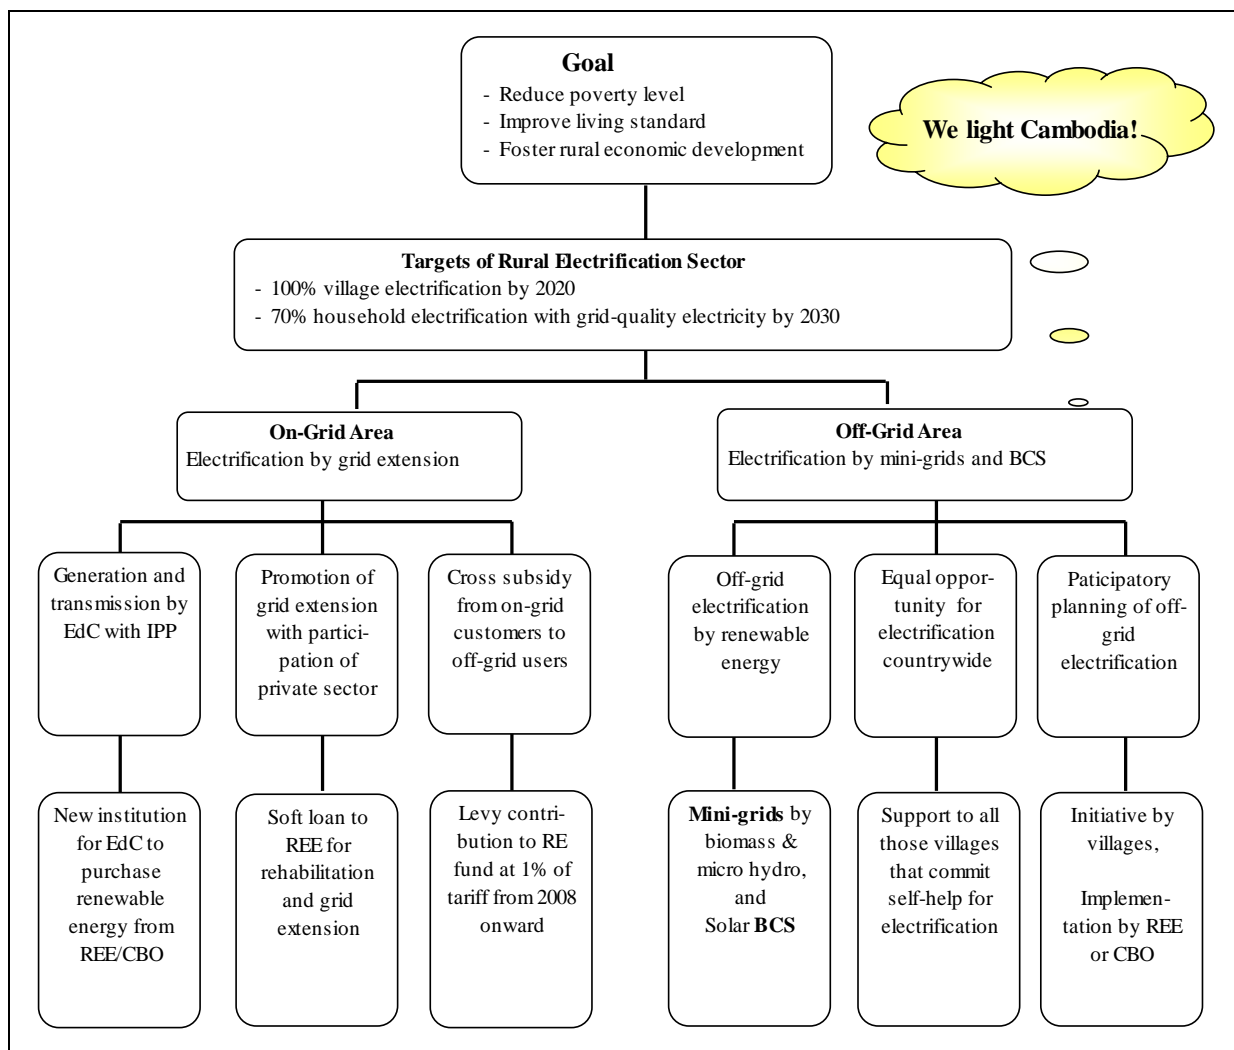 Goal
- Reduce poverty level
- Improve living standard
- Foster rural economic development
We light Cambodia!
Targets of Rural Electrification Sector
- 100% village electrification by 2020
- 70% household electrification with grid-quality electricity by 2030
On-Grid Area
Electrification by grid extension
Off-Grid Area
Electrification by mini-grids and BCS
Generation and
transmission by
EdC with IPP
Promotion of
grid extension
with partici-
pation of
private sector
Cross subsidy
from on-grid
customers to
off-grid users
Off-grid
electrification
by renewable
energy
Equal oppor-
tunity for
electrification
countrywide
Paticipatory
planning of off-
grid
electrification
New institution
for EdC to
purchase
renewable
energy from
REE/CBO
Soft loan to
REE for
rehabilitation
and grid
extension
Levy contri-
bution to RE
fund at 1% of
tariff from 2008
onward
Mini-grids by
biomass &
micro hydro,
and
Solar BCS
Support to all
those villages
that commit
self-help for
electrification
Initiative by
villages,
Implemen-
tation by REE
or CBO